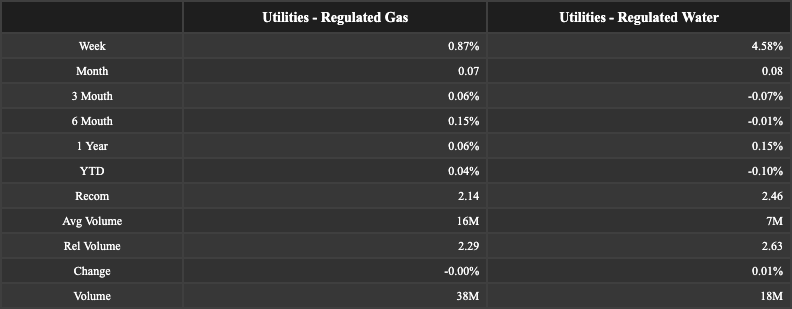 Utilities - Regulated Gas Utilities - Regulated Water
Week 0.87% 4.58%
Month 0.07 0.08
3 Mouth 0.06% -0.07%
6 Mouth 0.15% -0.01%
1 Year 0.06% 0.15%
YTD 0.04% -0.10%
Recom 2.14 2.46
Avg Volume 16M 7M
Rel Volume 2.29 2.63
Change -0.00% 0.01%
Volume 38M 18M